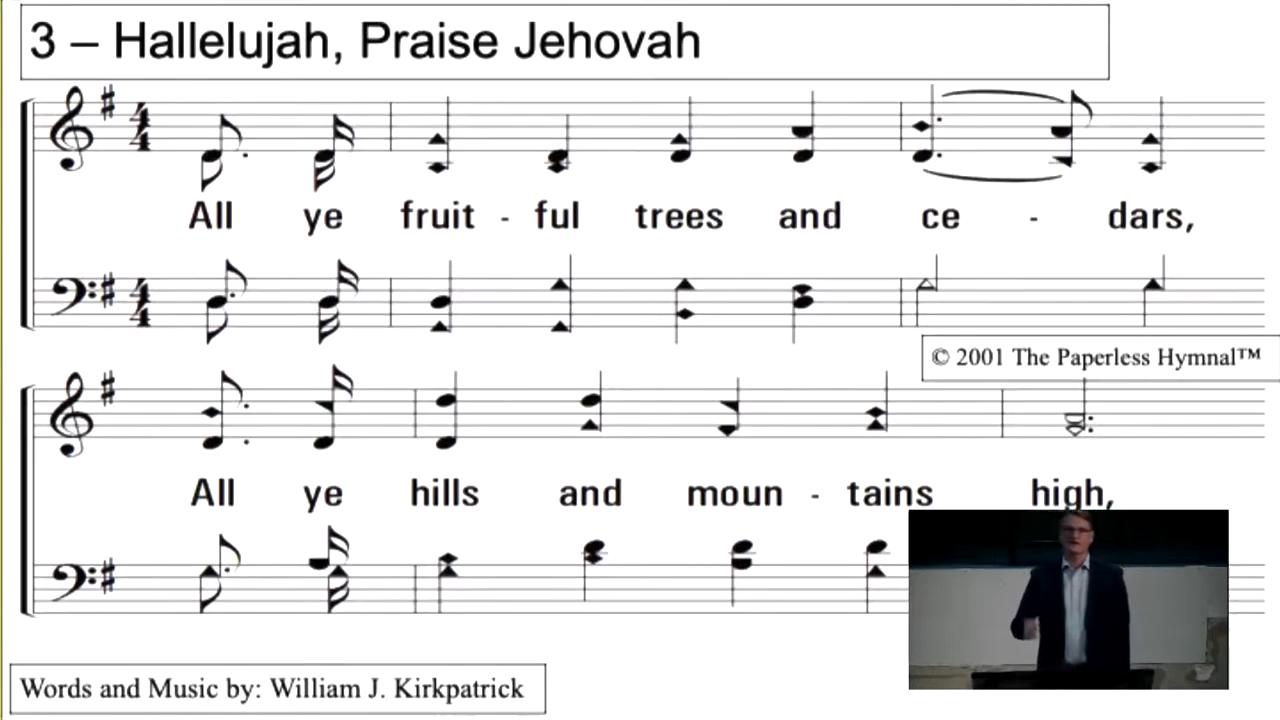 3 – Hallelujah, Praise Jehovah
All ye fruit - ful trees and ce - dars,
© 2001 The Paperless Hymnal™
All ye hills and moun - tains high,
Words and Music by: William J. Kirkpatrick